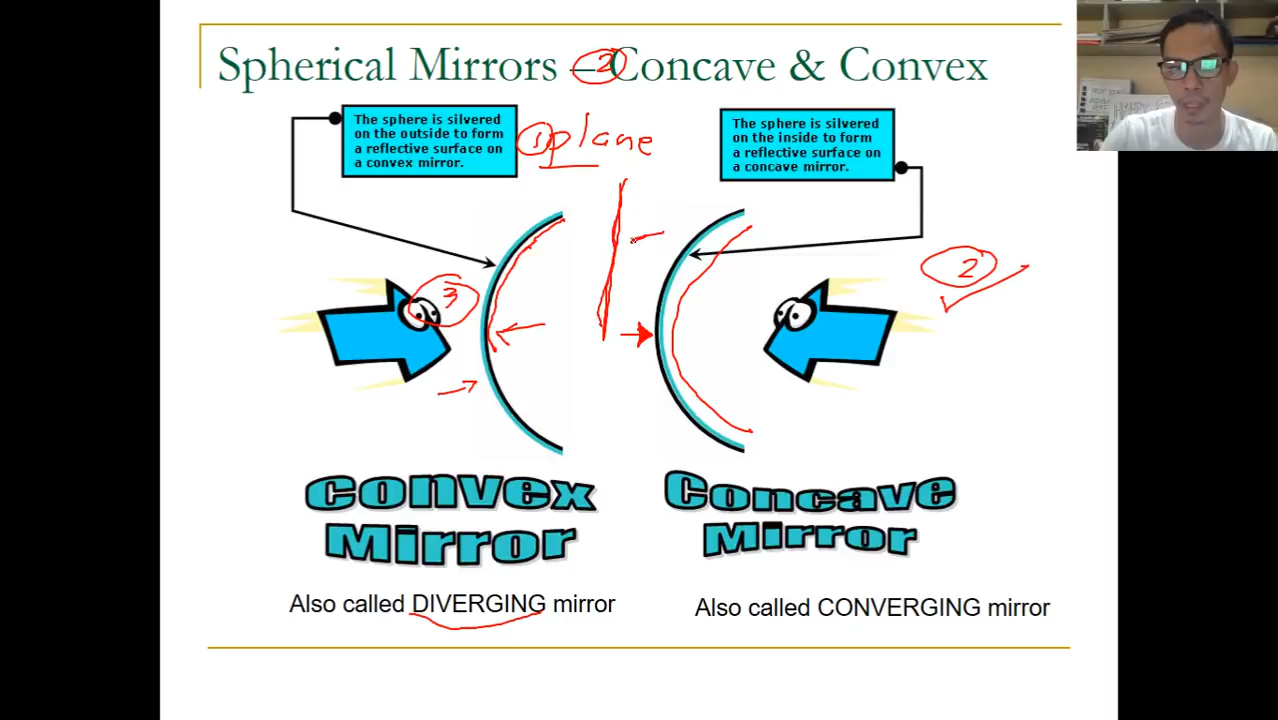 Spherical Mirrors – Concave & Convex
2
The sphere is silvered
on the outside to form
a reflective surface on
a convex mirror.
1 plane
The sphere is silvered
on the inside to form
a reflective surface on
a concave mirror.
3
2
Convex
Mirror
Concave
Mirror
Also called DIVERGING mirror
Also called CONVERGING mirror